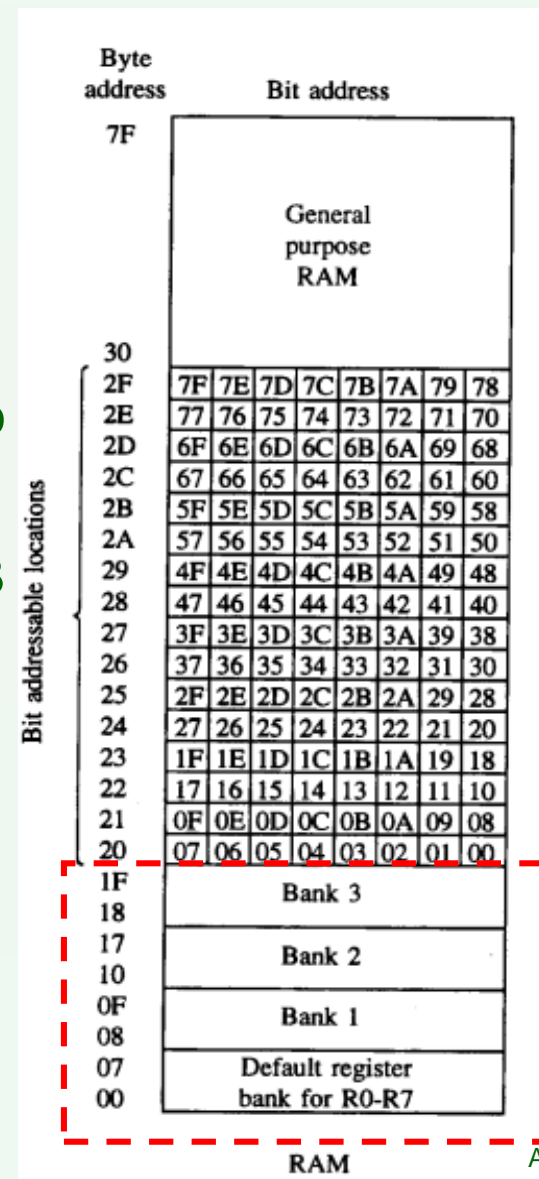 Byte
address Bit address
7F
General
purpose
RAM
30
2F 7F 7E 7D 7C 7B 7A 79 78
2E 77 76 75 74 73 72 71 70
2D 6F 6E 6D 6C 6B 6A 69 68
2C 67 66 65 64 63 62 61 60
2B 5F 5E 5D 5C 5B 5A 59 58
2A 57 56 55 54 53 52 51 50
29 4F 4E 4D 4C 4B 4A 49 48
28 47 46 45 44 43 42 41 40
27 3F 3E 3D 3C 3B 3A 39 38
26 37 36 35 34 33 32 31 30
25 2F 2E 2D 2C 2B 2A 29 28
24 27 26 25 24 23 22 21 20
23 1F 1E 1D 1C 1B 1A 19 18
22 17 16 15 14 13 12 11 10
21 0F 0E 0D 0C 0B 0A 09 08
20 07 06 05 04 03 02 01 00
Bit addressable locations
1F
Bank 3
18
17
Bank 2
10
0F
Bank 1
08
07 Default register
00 bank for R0-R7
RAM
A